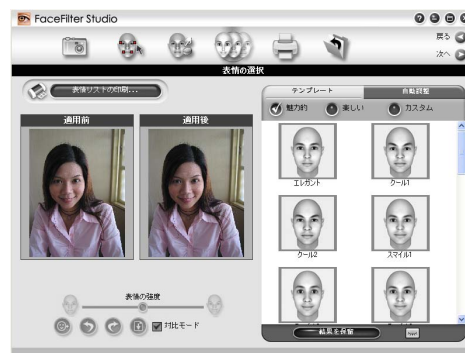 FaceFilter Studio
戻る
次へ
表情の選択
表情リストの印刷...
テンプレート 自動調整
魅力的 楽しい カスタム
適用前 適用後
エレガント クール1
クール2 スマイル1
表情の強度
対比モード
結果を保留